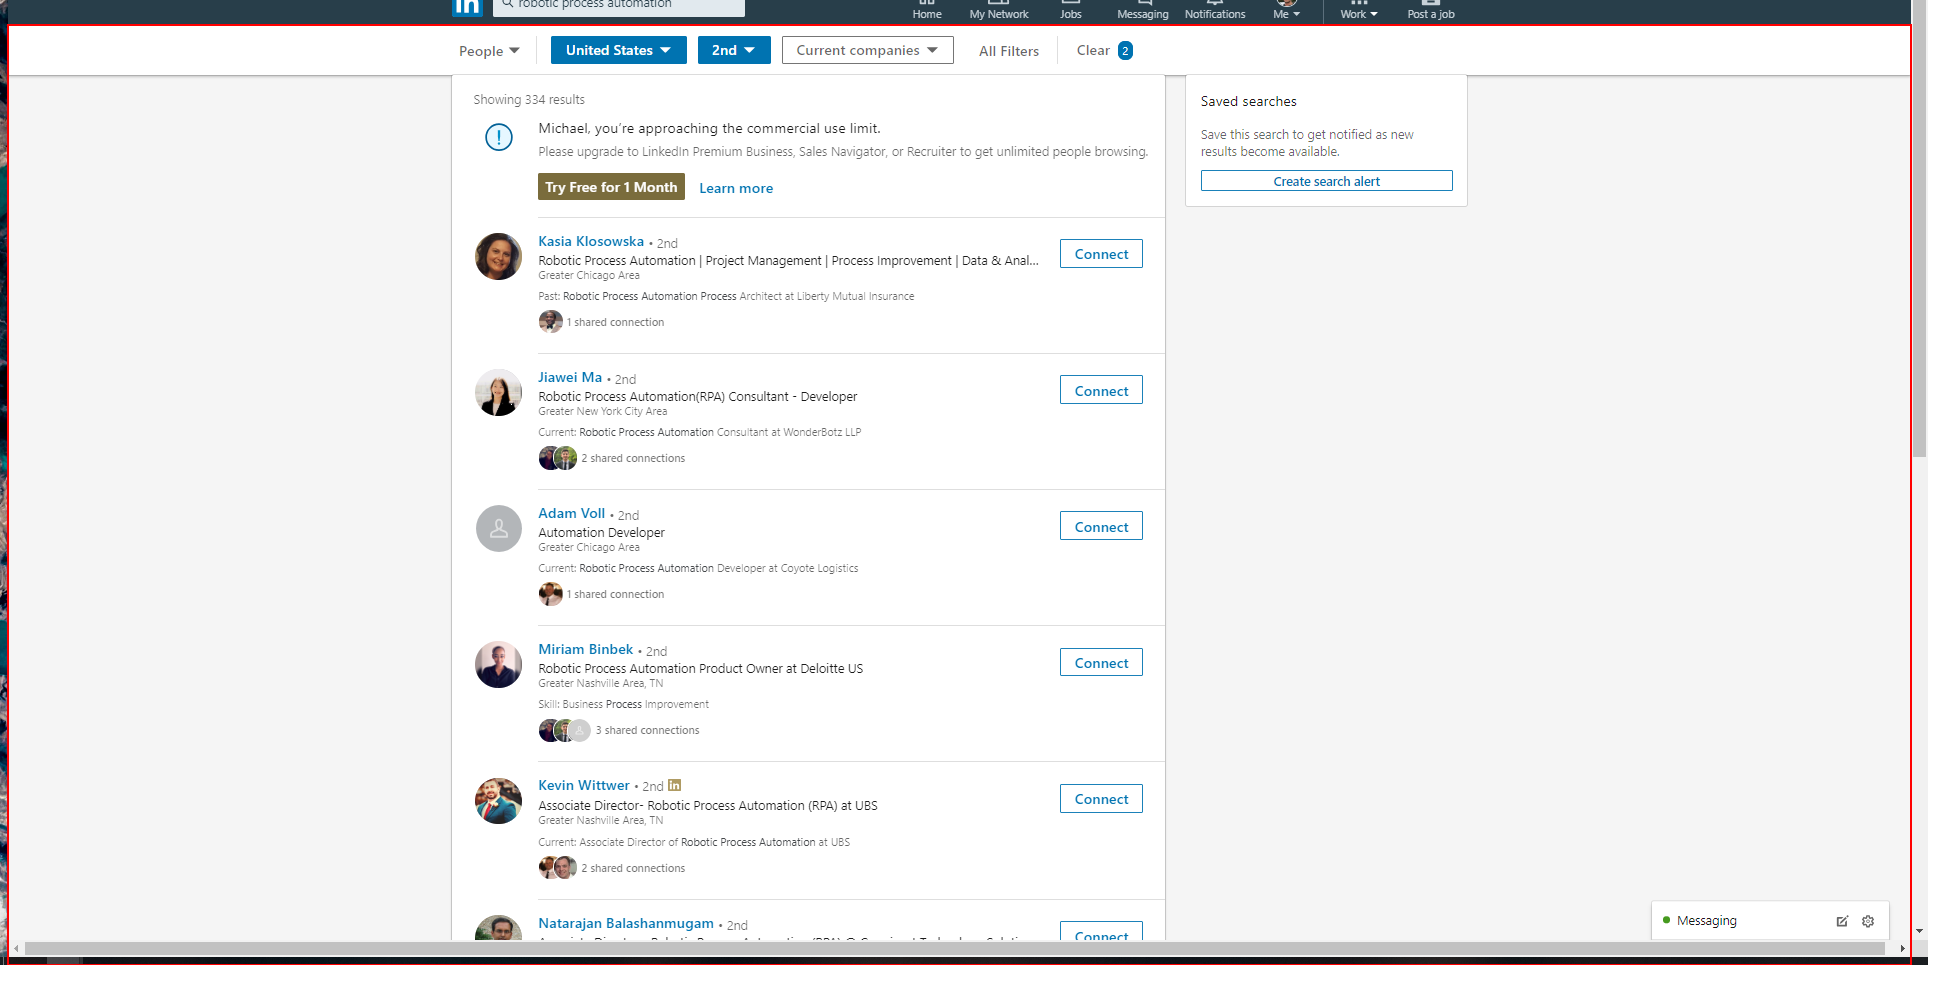 in robotic process automation Home My Network Jobs Messaging Notifications Me Work Post a job
People United States 2nd Current companies All Filters Clear 2
Showing 334 results
Michael, you’re approaching the commercial use limit.
Please upgrade to LinkedIn Premium Business, Sales Navigator, or Recruiter to get unlimited people browsing.
Try Free for 1 Month Learn more
Kasia Klosowska • 2nd
Connect
Robotic Process Automation | Project Management | Process Improvement | Data & Anal...
Greater Chicago Area
Past: Robotic Process Automation Process Architect at Liberty Mutual Insurance
1 shared connection
Jiawei Ma • 2nd
Connect
Robotic Process Automation(RPA) Consultant - Developer
Greater New York City Area
Current: Robotic Process Automation Consultant at WonderBotz LLP
2 shared connections
Adam Voll • 2nd
Connect
Automation Developer
Greater Chicago Area
Current: Robotic Process Automation Developer at Coyote Logistics
1 shared connection
Miriam Binbek • 2nd
Connect
Robotic Process Automation Product Owner at Deloitte US
Greater Nashville Area, TN
Skill: Business Process Improvement
3 shared connections
Kevin Wittwer • 2nd in
Connect
Associate Director- Robotic Process Automation (RPA) at UBS
Greater Nashville Area, TN
Current: Associate Director of Robotic Process Automation at UBS
2 shared connections
Natarajan Balashanmugam • 2nd
Connect
Saved searches
Save this search to get notified as new
results become available.
Create search alert
Messaging